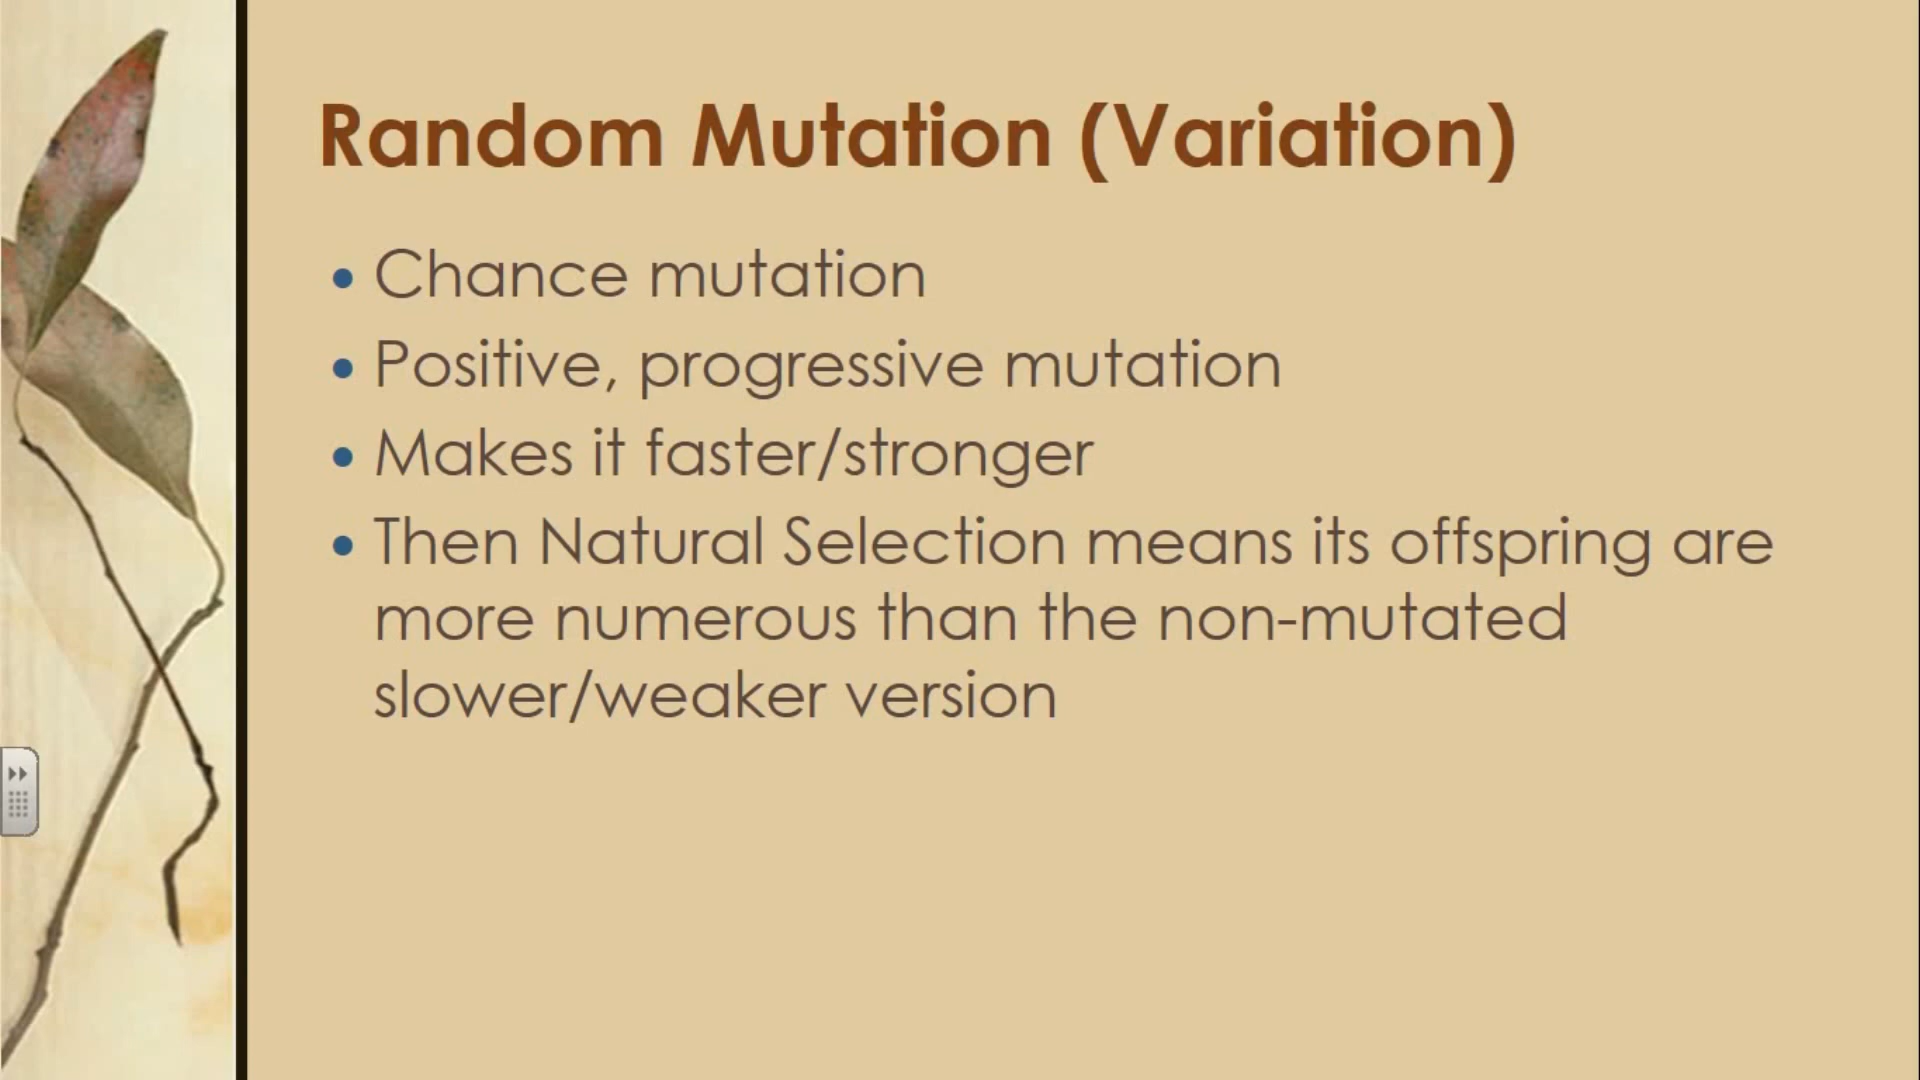 Random Mutation (Variation)
• Chance mutation
• Positive, progressive mutation
• Makes it faster/stronger
• Then Natural Selection means its offspring are
more numerous than the non-mutated
slower/weaker version